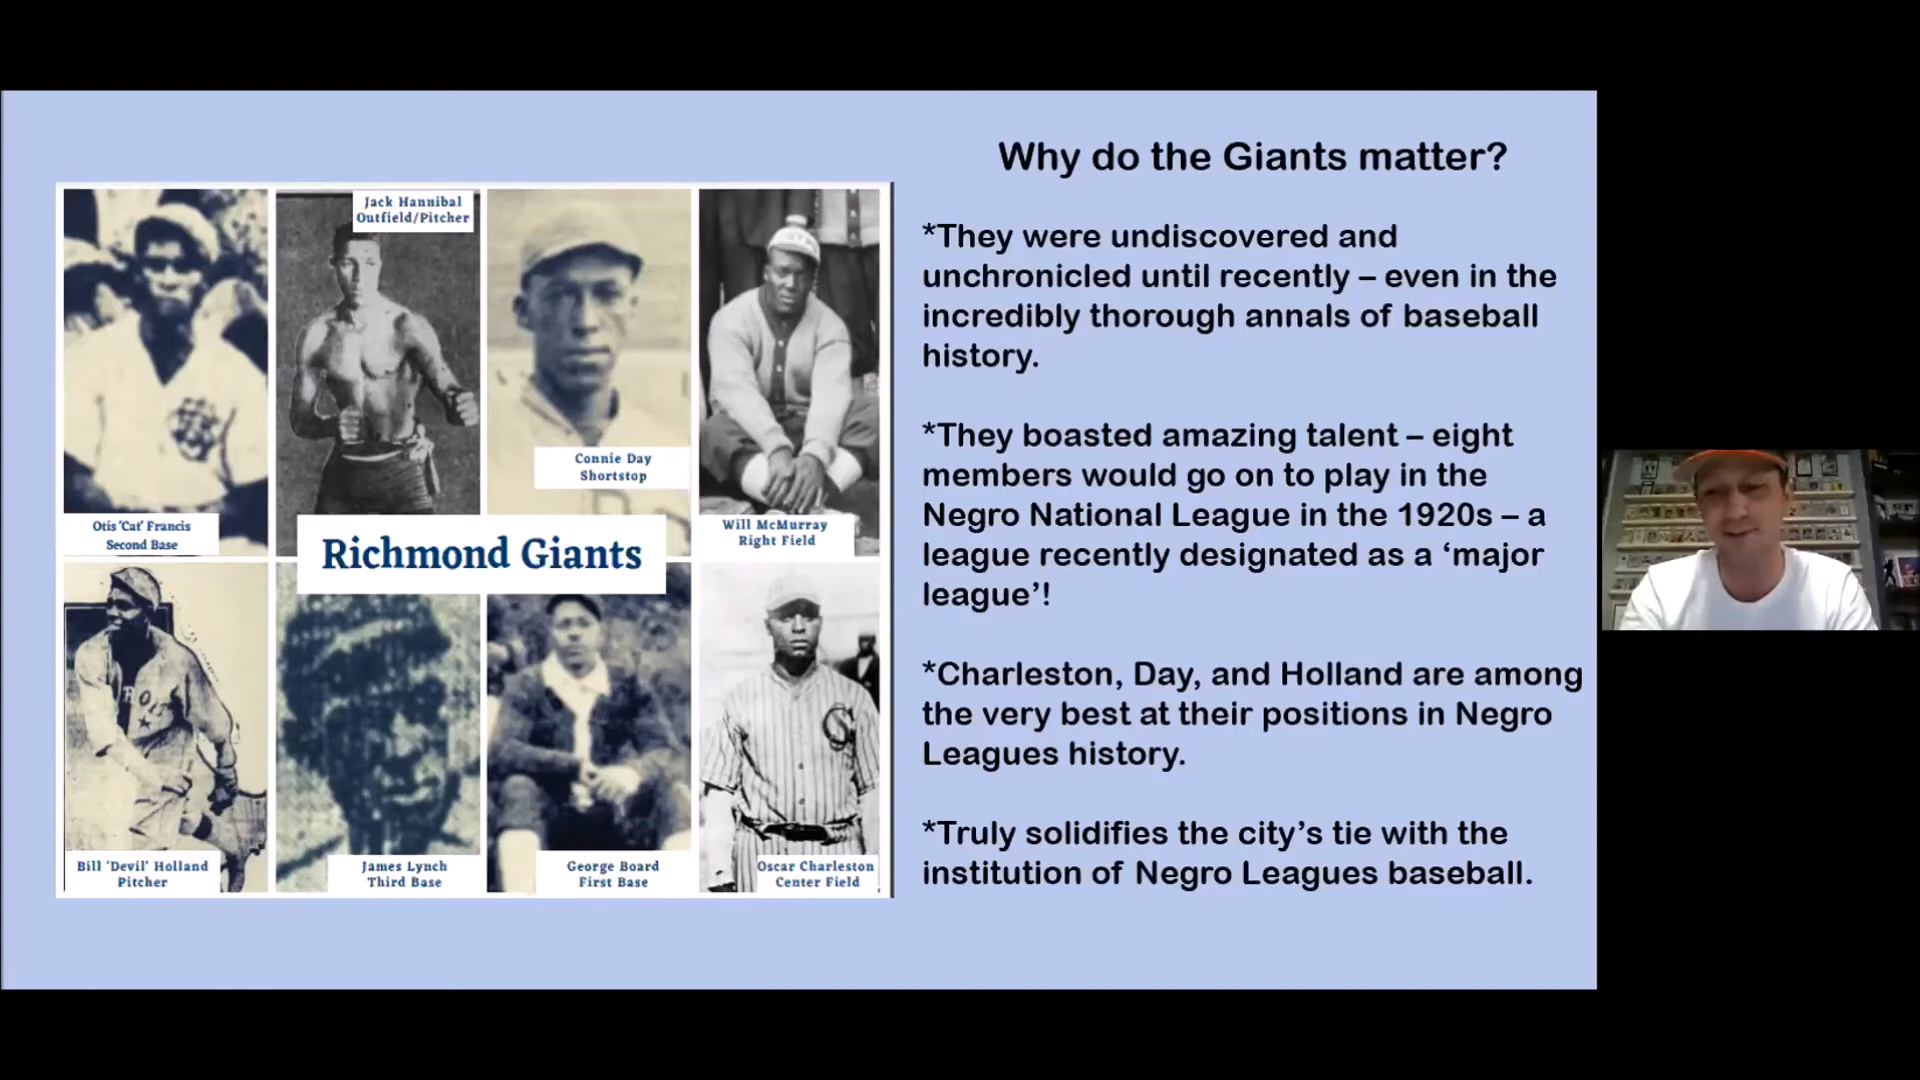 Why do the Giants matter?
*They were undiscovered and
unchronicled until recently – even in the
incredibly thorough annals of baseball
history.
*They boasted amazing talent – eight
members would go on to play in the
Negro National League in the 1920s – a
league recently designated as a ‘major
league’!
*Charleston, Day, and Holland are among
the very best at their positions in Negro
Leagues history.
*Truly solidifies the city’s tie with the
institution of Negro Leagues baseball.
Jack Hannibal
Outfield/Pitcher
Connie Day
Shortstop
Otis 'Cat' Francis
Second Base
Will McMurray
Right Field
Richmond Giants
Bill 'Devil' Holland
Pitcher
James Lynch
Third Base
George Board
First Base
Oscar Charleston
Center Field